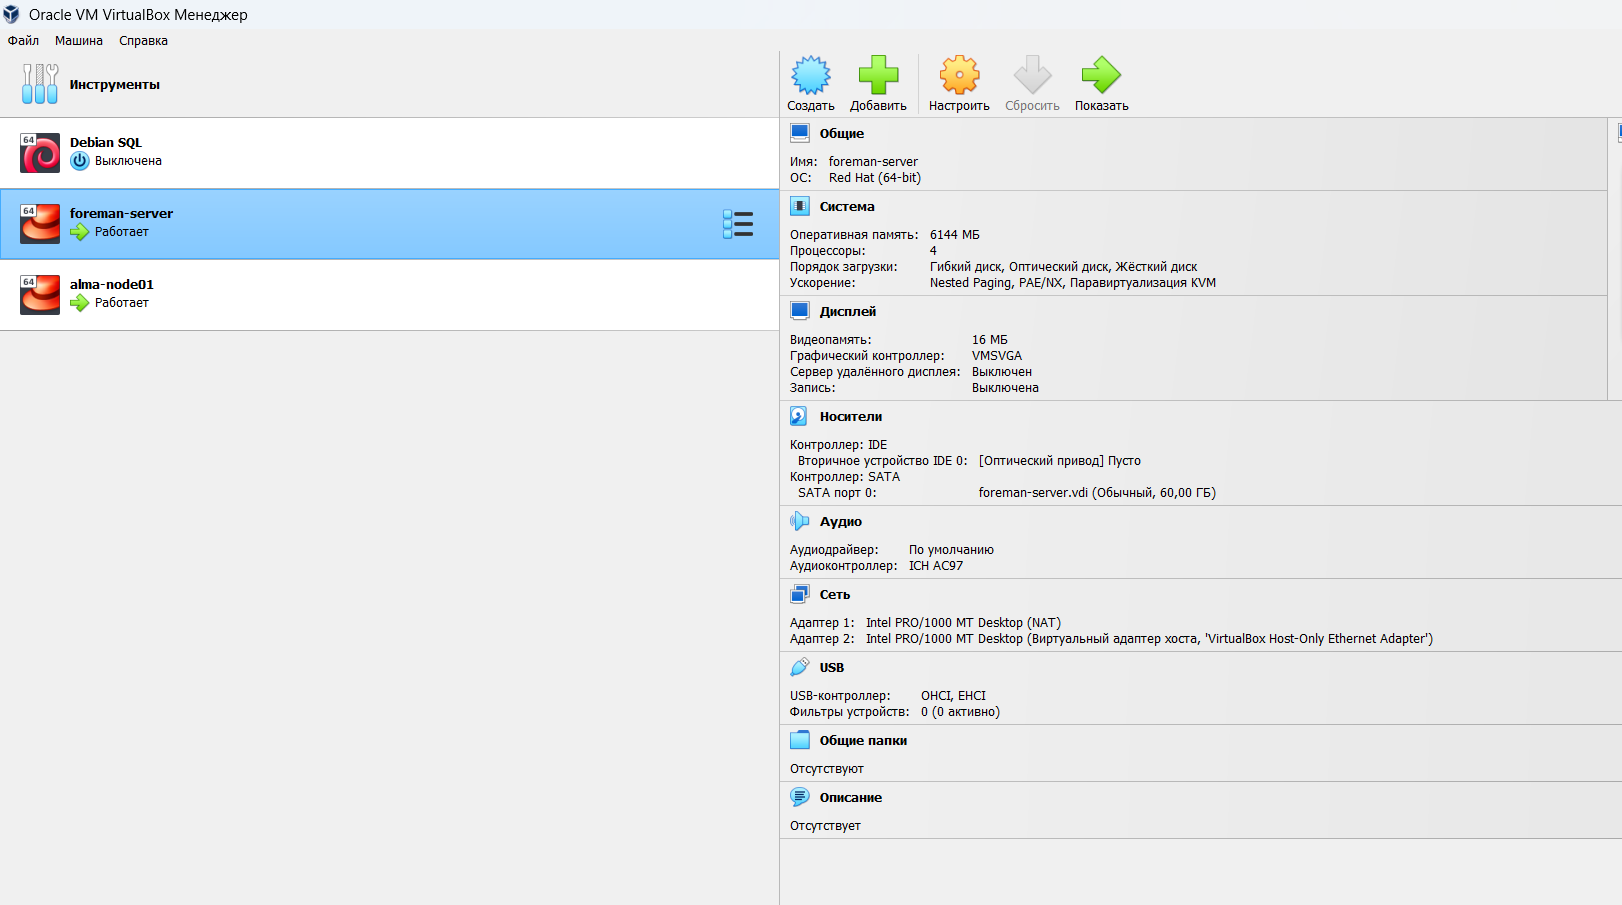 Oracle VM VirtualBox Менеджер
Файл Машина Справка
Инструменты
64
Debian SQL
Выключена
64
foreman-server
Работает
64
alma-node01
Работает
Создать Добавить Настроить Сбросить Показать
Общие
Имя: foreman-server
ОС: Red Hat (64-bit)
Система
Оперативная память: 6144 МБ
Процессоры: 4
Порядок загрузки: Гибкий диск, Оптический диск, Жёсткий диск
Ускорение: Nested Paging, PAE/NX, Паравиртуализация KVM
Дисплей
Видеопамять: 16 МБ
Графический контроллер: VMSVGA
Сервер удалённого дисплея: Выключен
Запись: Выключена
Носители
Контроллер: IDE
Вторичное устройство IDE 0: [Оптический привод] Пусто
Контроллер: SATA
SATA порт 0: foreman-server.vdi (Обычный, 60,00 ГБ)
Аудио
Аудиодрайвер: По умолчанию
Аудиоконтроллер: ICH AC97
Сеть
Адаптер 1: Intel PRO/1000 MT Desktop (NAT)
Адаптер 2: Intel PRO/1000 MT Desktop (Виртуальный адаптер хоста, 'VirtualBox Host-Only Ethernet Adapter')
USB
USB-контроллер: OHCI, EHCI
Фильтры устройств: 0 (0 активно)
Общие папки
Отсутствуют
Описание
Отсутствует